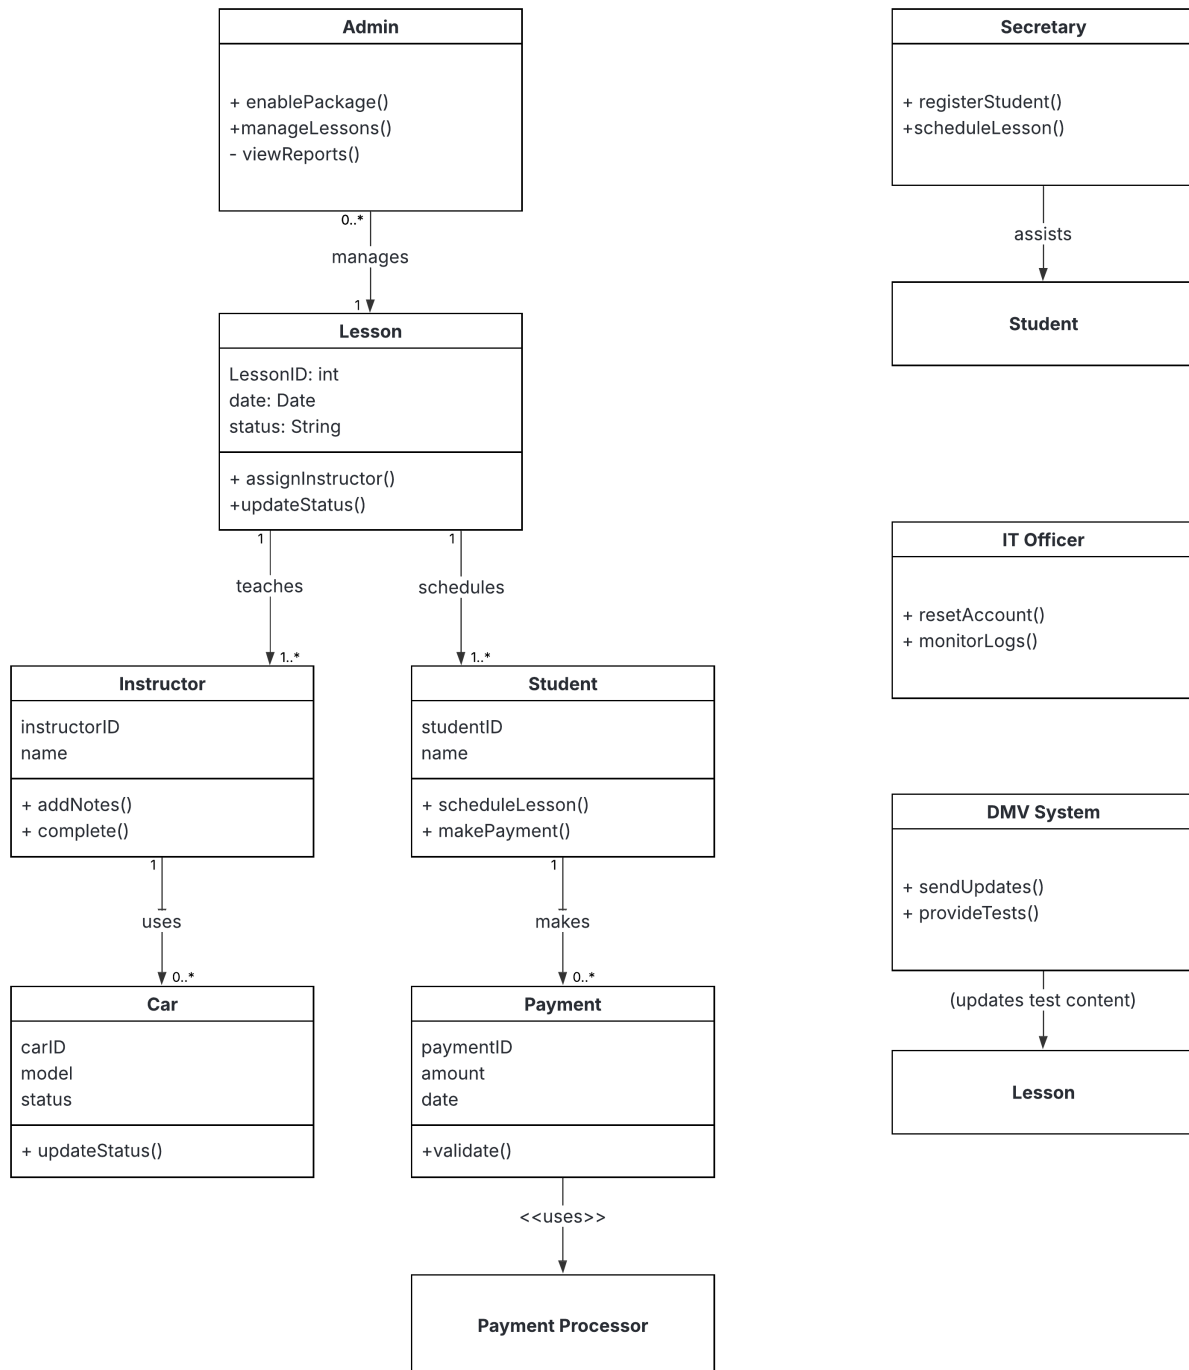 Admin
+ enablePackage()
+manageLessons()
- viewReports()
0..*
manages
1
Lesson
LessonID: int
date: Date
status: String
+ assignInstructor()
+updateStatus()
1
1
teaches
schedules
1..*
1..*
Instructor
instructorID
name
+ addNotes()
+ complete()
1
uses
0..*
Car
carID
model
status
+ updateStatus()
Student
studentID
name
+ scheduleLesson()
+ makePayment()
1
makes
0..*
Payment
paymentID
amount
date
+validate()
<<uses>>
Payment Processor
Secretary
+ registerStudent()
+scheduleLesson()
assists
Student
IT Officer
+ resetAccount()
+ monitorLogs()
DMV System
+ sendUpdates()
+ provideTests()
(updates test content)
Lesson